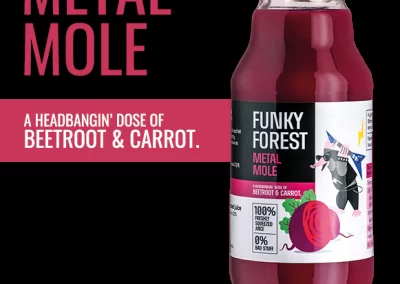 METAL
MOLE
A HEADBANGIN' DOSE OF
BEETROOT & CARROT.
FUNKY
FOREST
METAL
MOLE
A HEADBANGIN' DOSE OF
BEETROOT & CARROT.
100%
FRESHLY
SQUEEZED
JUICE
0%
BAD STUFF